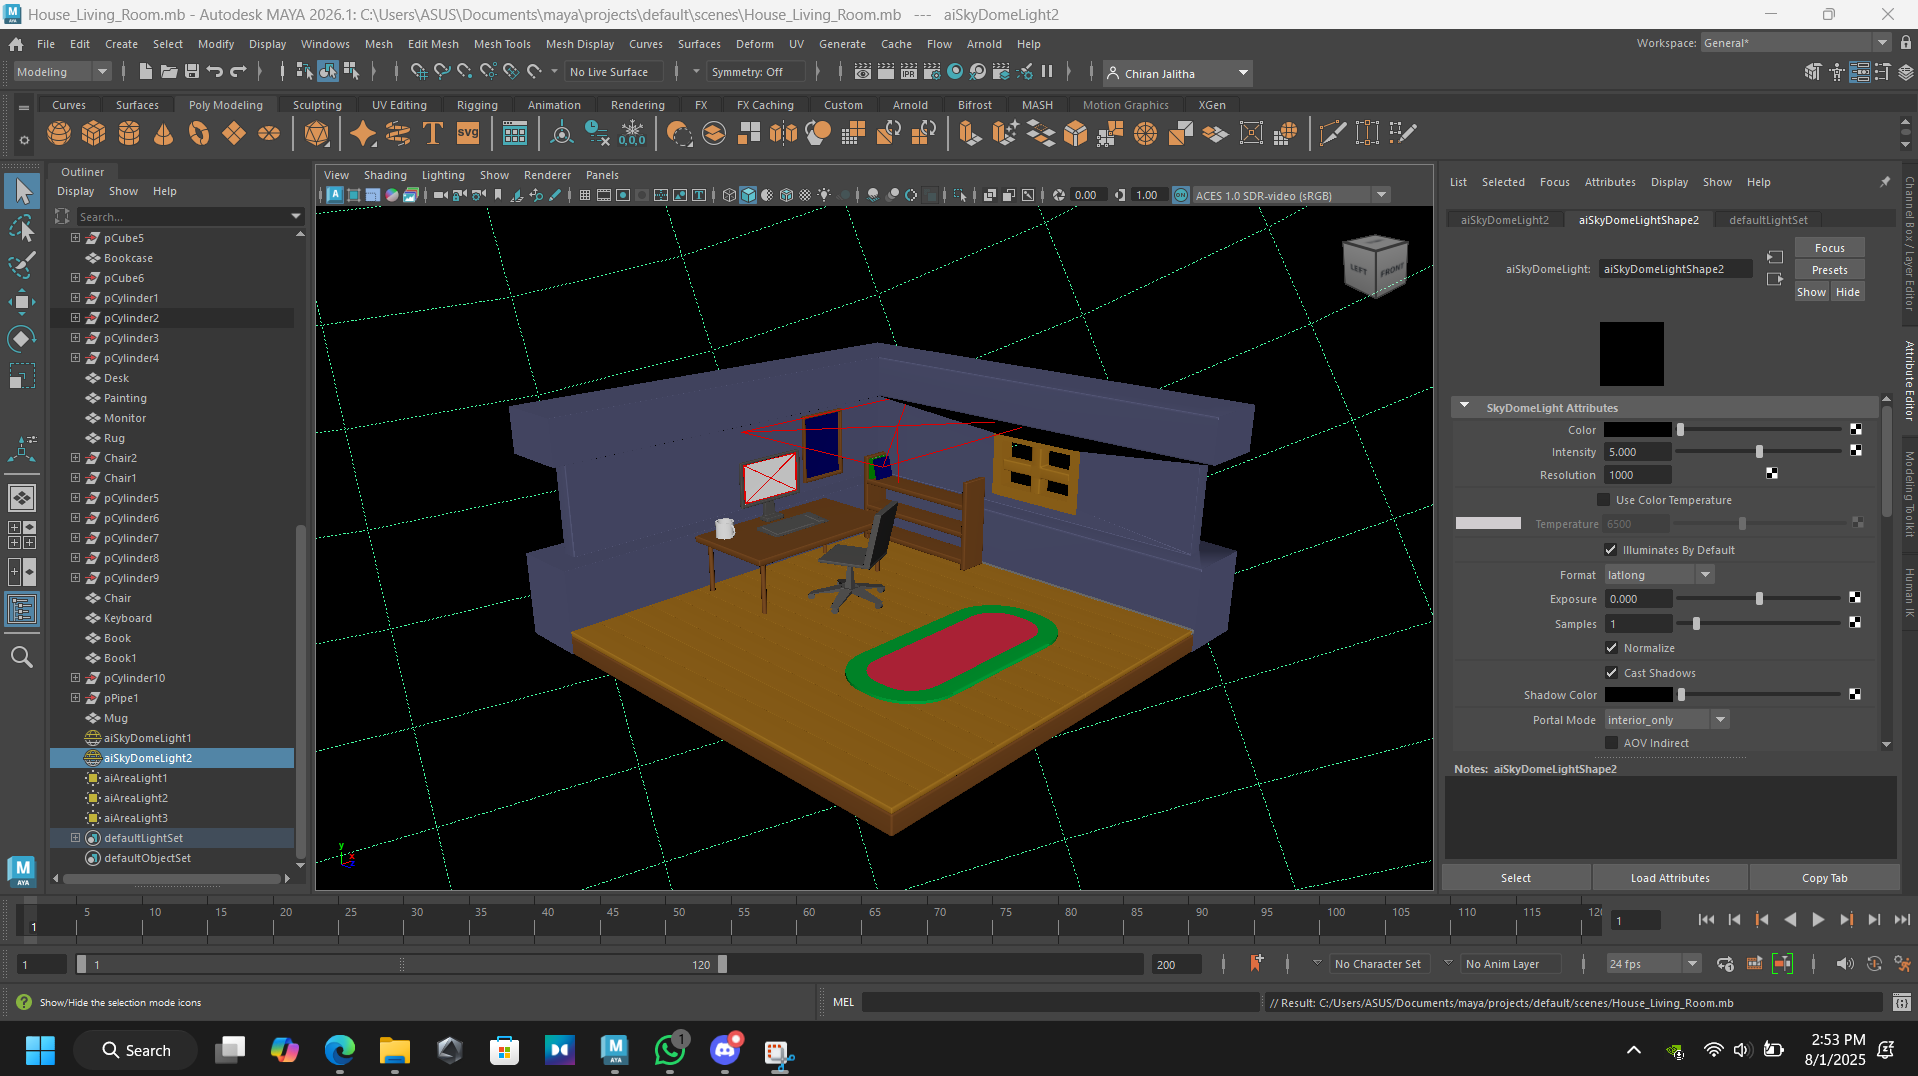 House_Living_Room.mb - Autodesk MAYA 2026.1: C:\Users\ASUS\Documents\maya\projects\default\scenes\House_Living_Room.mb --- aiSkyDomeLight2
File Edit Create Select Modify Display Windows Mesh Edit Mesh Mesh Tools Mesh Display Curves Surfaces Deform UV Generate Cache Flow Arnold Help
Workspace: General*
Modeling
No Live Surface
Symmetry: Off
Chiran Jalitha
Curves Surfaces Poly Modeling Sculpting UV Editing Rigging Animation Rendering FX FX Caching Custom Arnold Bifrost MASH Motion Graphics XGen
Outliner
Display Show Help
Search...
pCube5
Bookcase
pCube6
pCylinder1
pCylinder2
pCylinder3
pCylinder4
Desk
Painting
Monitor
Rug
Chair2
Chair1
pCylinder5
pCylinder6
pCylinder7
pCylinder8
pCylinder9
Chair
Keyboard
Book
Book1
pCylinder10
pPipe1
Mug
aiSkyDomeLight1
aiSkyDomeLight2
aiAreaLight1
aiAreaLight2
aiAreaLight3
defaultLightSet
defaultObjectSet
View Shading Lighting Show Renderer Panels
0.00 1.00 ACES 1.0 SDR-video (sRGB)
LEFT FRONT
y
List Selected Focus Attributes Display Show Help
aiSkyDomeLight2 aiSkyDomeLightShape2 defaultLightSet
aiSkyDomeLight: aiSkyDomeLightShape2
Focus
Presets
Show Hide
SkyDomeLight Attributes
Color
Intensity 5.000
Resolution 1000
Use Color Temperature
Temperature 6500
Illuminates By Default
Format latlong
Exposure 0.000
Samples 1
Normalize
Cast Shadows
Shadow Color
Portal Mode interior_only
AOV Indirect
Notes: aiSkyDomeLightShape2
Select Load Attributes Copy Tab
Channel Box / Layer Editor
Attribute Editor
Modeling Toolkit
Human IK
5 10 15 20 25 30 35 40 45 50 55 60 65 70 75 80 85 90 95 100 105 110 115 120
1
1
1 1 120 200 No Character Set No Anim Layer 24 fps
Show/Hide the selection mode icons
MEL
// Result: C:/Users/ASUS/Documents/maya/projects/default/scenes/House_Living_Room.mb
Search
1
2:53 PM
8/1/2025